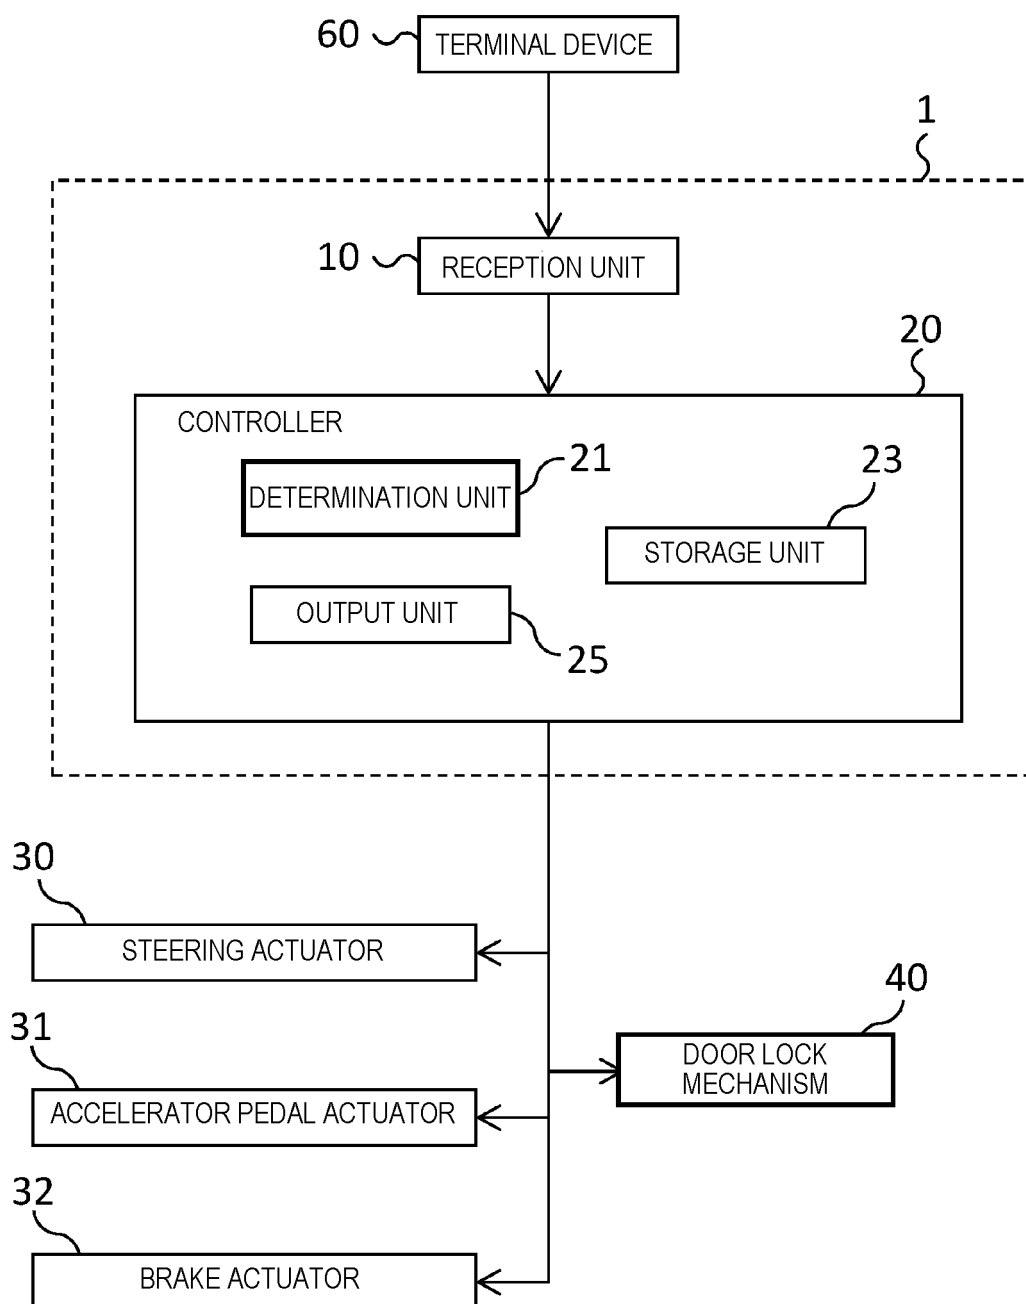 60
TERMINAL DEVICE
1
10
RECEPTION UNIT
20
CONTROLLER
21
DETERMINATION UNIT
23
STORAGE UNIT
OUTPUT UNIT
25
30
STEERING ACTUATOR
40
DOOR LOCK
MECHANISM
31
ACCELERATOR PEDAL ACTUATOR
32
BRAKE ACTUATOR